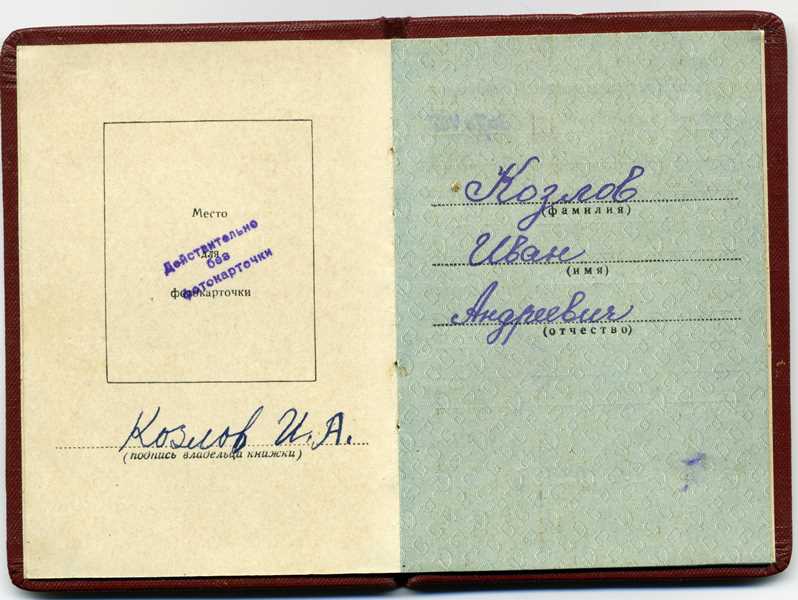 Место
для
фотокарточки
Действительно
без
фотокарточки
Козлов И. А.
(подпись владельца книжки)
Козлов
(фамилия)
Иван
(имя)
Андреевич
(отчество)